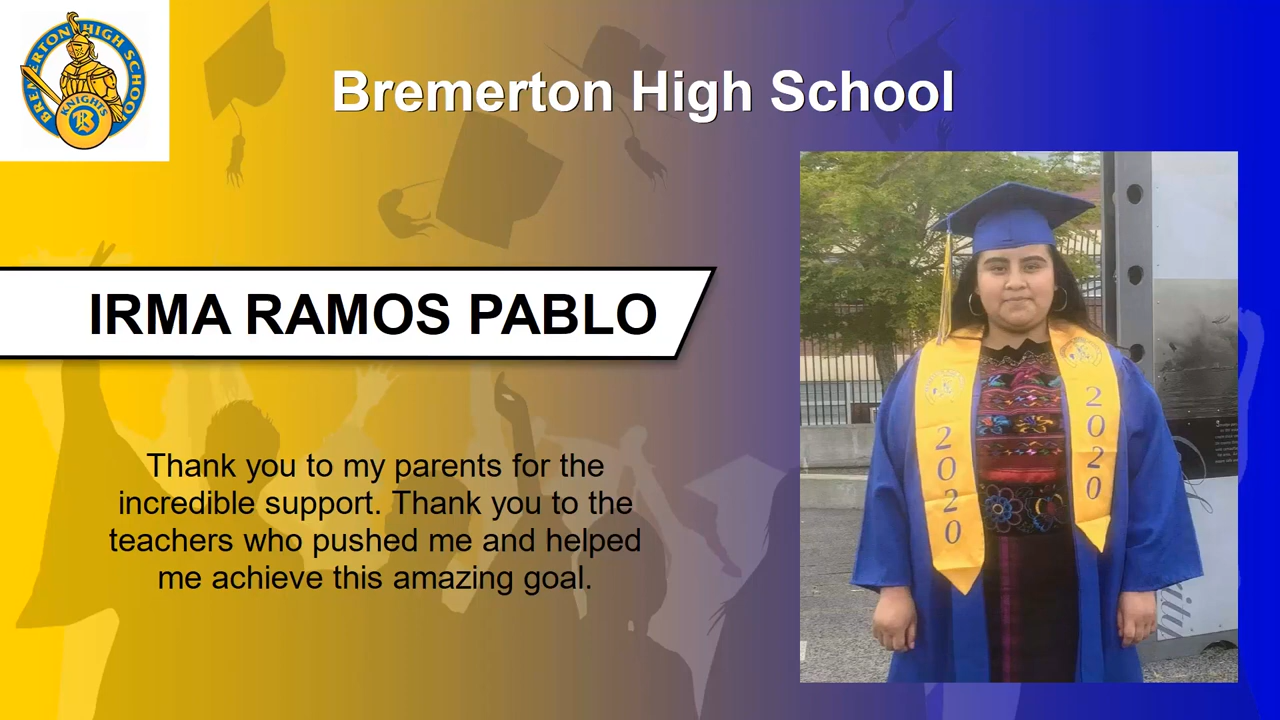 BREMERTON HIGH SCHOOL
KNIGHTS
B
Bremerton High School
IRMA RAMOS PABLO
Thank you to my parents for the
incredible support. Thank you to the
teachers who pushed me and helped
me achieve this amazing goal.
2020
2020